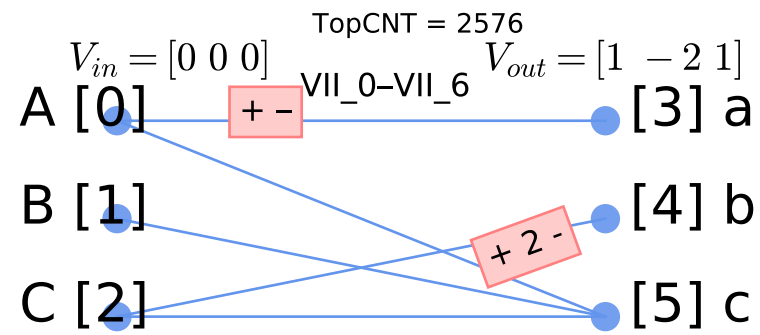 TopCNT = 2576
V_in = [0 0 0]
V_out = [1 −2 1]
VII_0–VII_6
A [0]
+ −
[3] a
B [1]
[4] b
+ 2 -
C [2]
[5] c